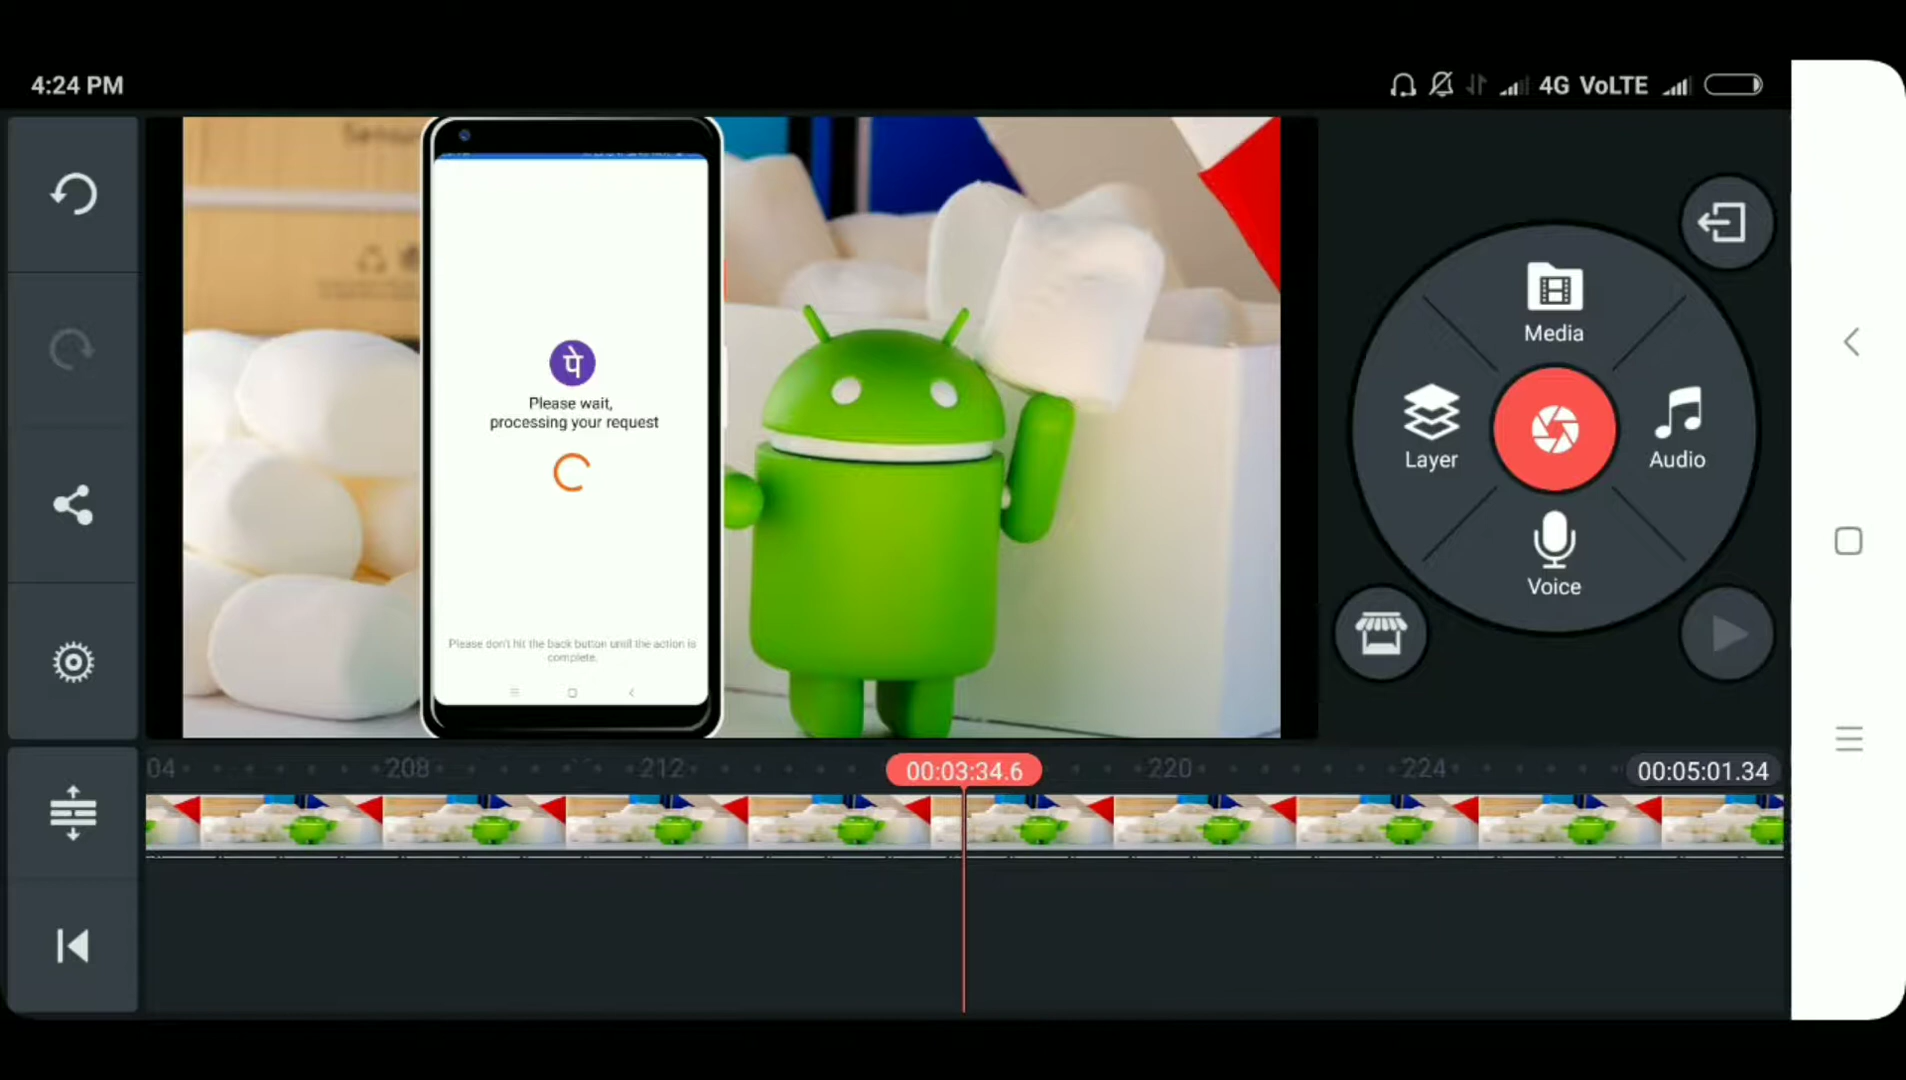 4:24 PM
4G VoLTE
पे
Please wait,
processing your request
Please don't hit the back button until the action is
complete.
Media
Layer
Audio
Voice
04
208
212
00:03:34.6
220
224
00:05:01.34